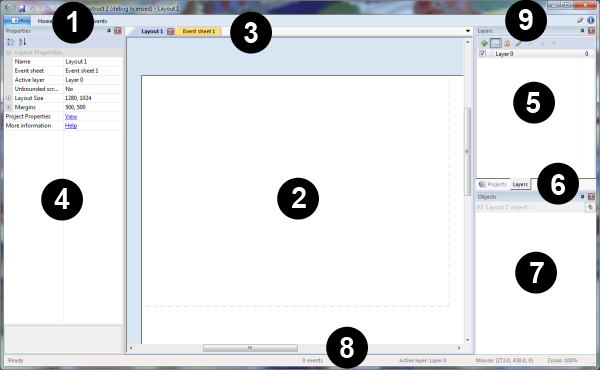 onstruct 2 (debug licensed) - Layout 1
1
9
Home
ents
Properties
Layout 1
Event sheet 1
Layers
3
Layout Properties
Name Layout 1
Event sheet Event sheet 1
Active layer Layer 0
Unbounded scr... No
Layout Size 1280, 1024
Margins 500, 500
Project Properties View
More information Help
Layer 0 0
5
Projects
Layers
6
4
2
Objects
All 'Layout 1' objects
7
8
Ready
0 events
Active layer: Layer 0
Mouse: (272.0, 438.0, 0)
Zoom: 100%